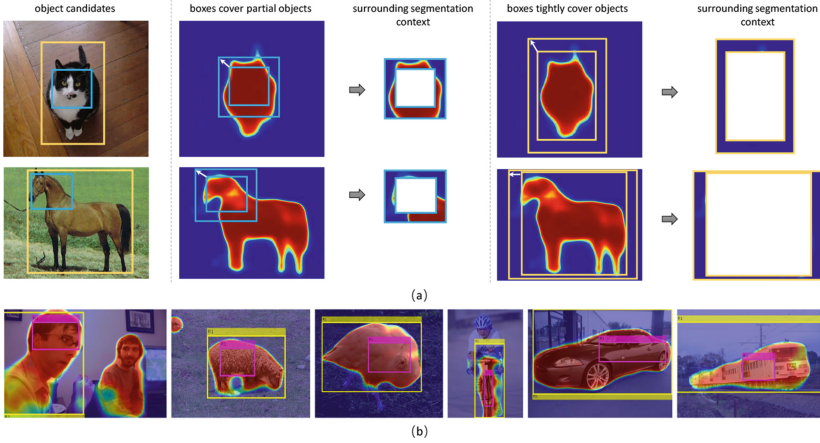 object candidates
boxes cover partial objects
surrounding segmentation
context
boxes tightly cover objects
surrounding segmentation
context
(a)
(b)